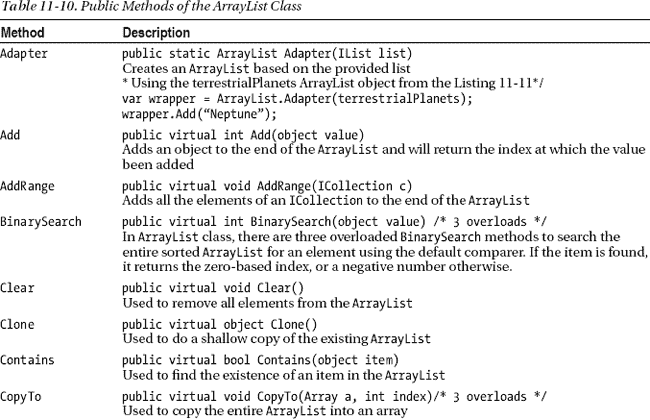 Table 11-10. Public Methods of the ArrayList Class
Method Description
Adapter public static ArrayList Adapter(IList list)
Creates an ArrayList based on the provided list
* Using the terrestrialPlanets ArrayList object from the Listing 11-11*/
var wrapper = ArrayList.Adapter(terrestrialPlanets);
wrapper.Add(“Neptune”);
Add public virtual int Add(object value)
Adds an object to the end of the ArrayList and will return the index at which the value
been added
AddRange public virtual void AddRange(ICollection c)
Adds all the elements of an ICollection to the end of the ArrayList
BinarySearch public virtual int BinarySearch(object value) /* 3 overloads */
In ArrayList class, there are three overloaded BinarySearch methods to search the
entire sorted ArrayList for an element using the default comparer. If the item is found,
it returns the zero-based index, or a negative number otherwise.
Clear public virtual void Clear()
Used to remove all elements from the ArrayList
Clone public virtual object Clone()
Used to do a shallow copy of the existing ArrayList
Contains public virtual bool Contains(object item)
Used to find the existence of an item in the ArrayList
CopyTo public virtual void CopyTo(Array a, int index)/* 3 overloads */
Used to copy the entire ArrayList into an array